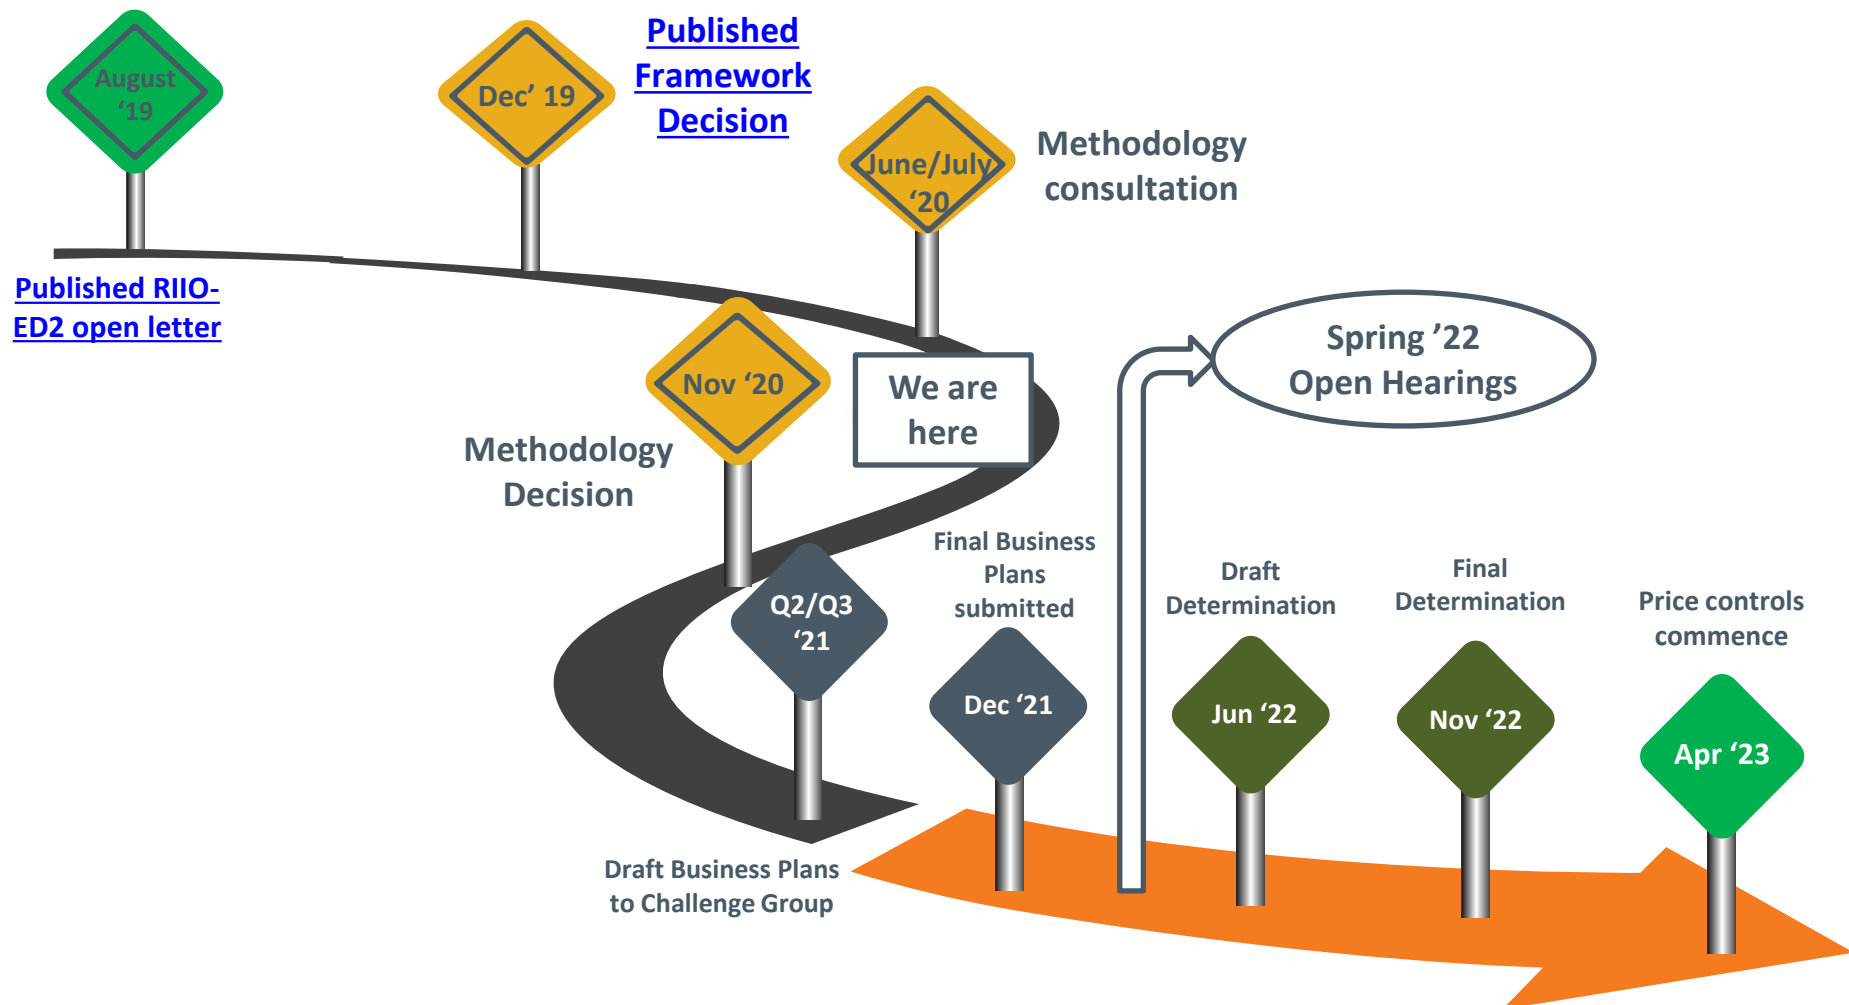 August
‘19
Published RIIO-
ED2 open letter
Dec’ 19
Published
Framework
Decision
June/July
‘20
Methodology
consultation
We are
here
Nov ‘20
Methodology
Decision
Q2/Q3
‘21
Draft Business Plans
to Challenge Group
Final Business
Plans
submitted
Dec ‘21
Spring ’22
Open Hearings
Draft
Determination
Jun ‘22
Final
Determination
Nov ‘22
Price controls
commence
Apr ‘23